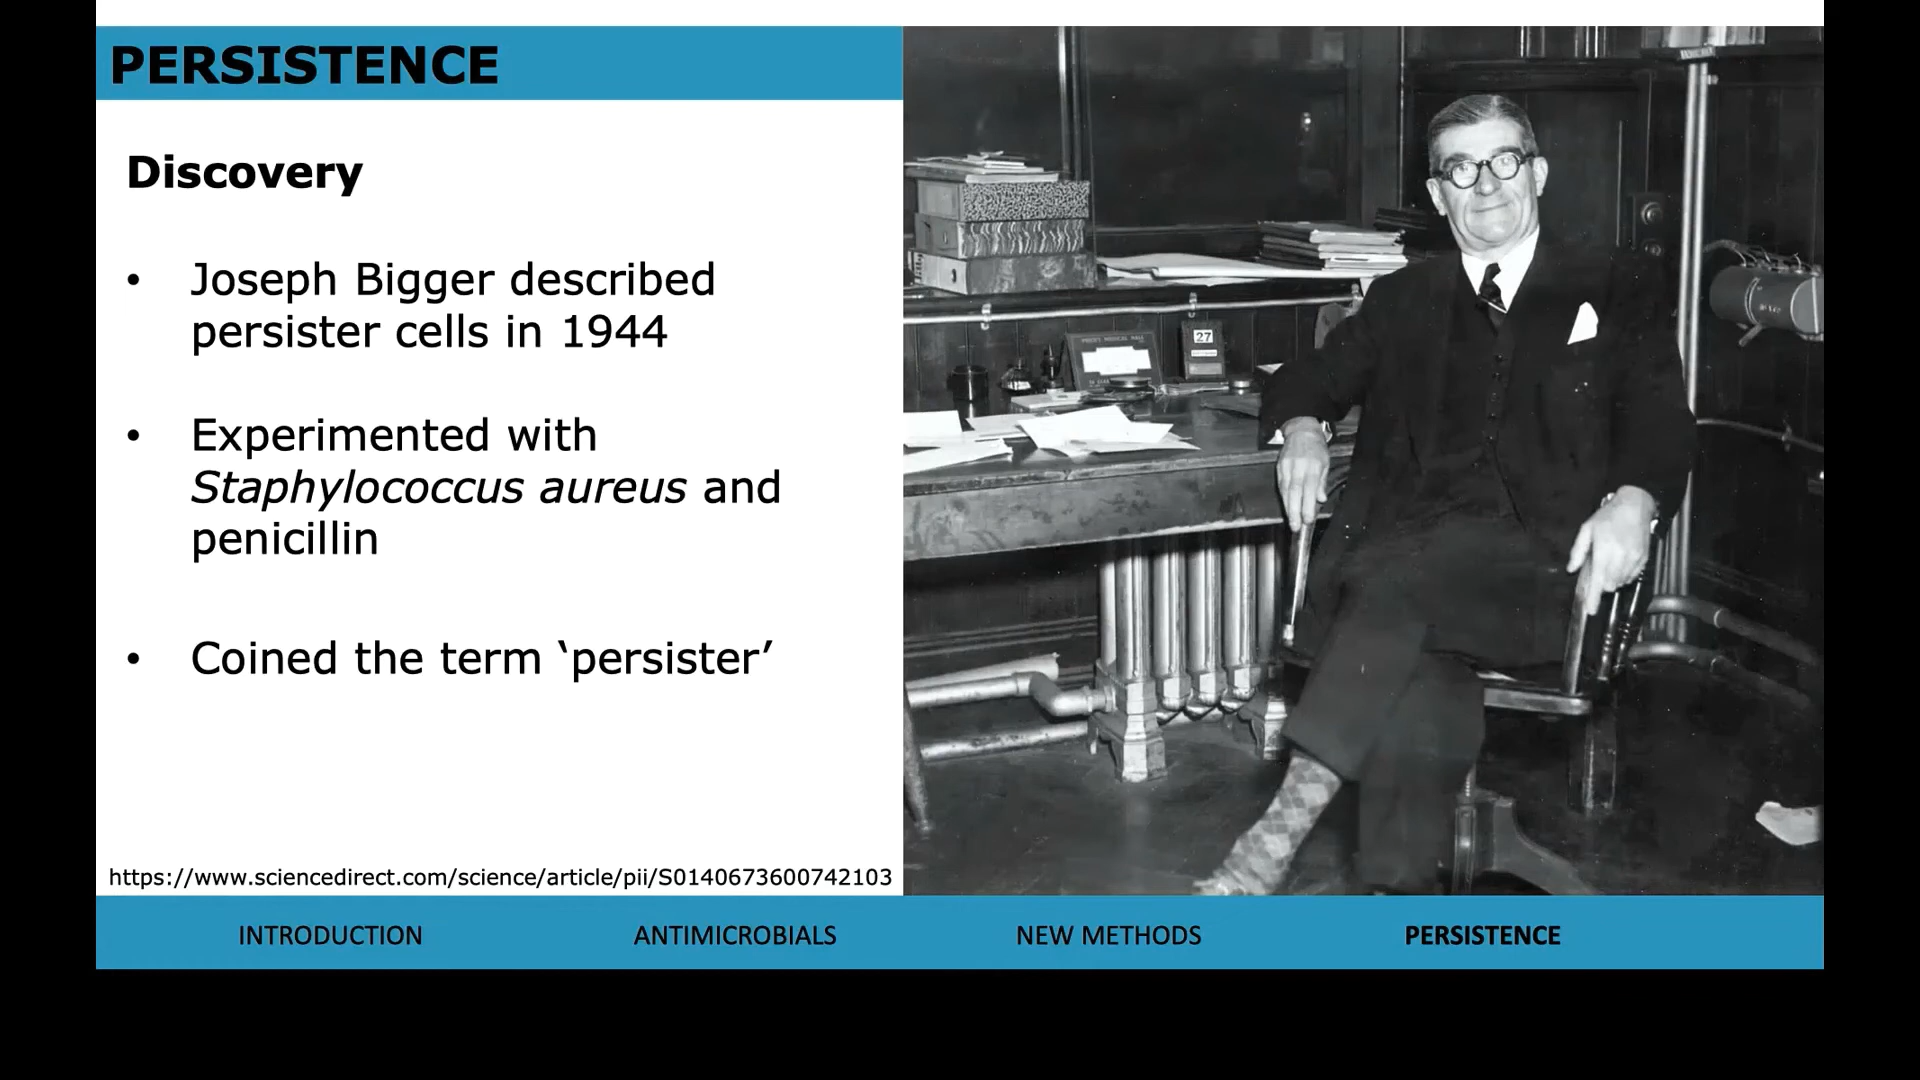 PERSISTENCE
Discovery
• Joseph Bigger described
persister cells in 1944
• Experimented with
Staphylococcus aureus and
penicillin
• Coined the term ‘persister’
https://www.sciencedirect.com/science/article/pii/S0140673600742103
27
INTRODUCTION
ANTIMICROBIALS
NEW METHODS
PERSISTENCE